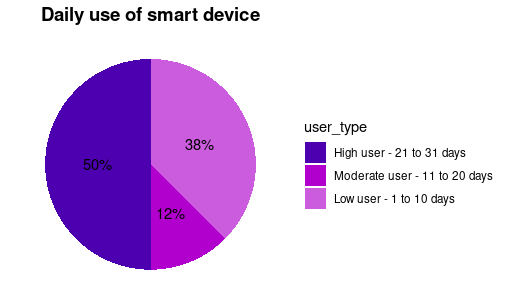 Daily use of smart device
38%
50%
12%
user_type
High user - 21 to 31 days
Moderate user - 11 to 20 days
Low user - 1 to 10 days